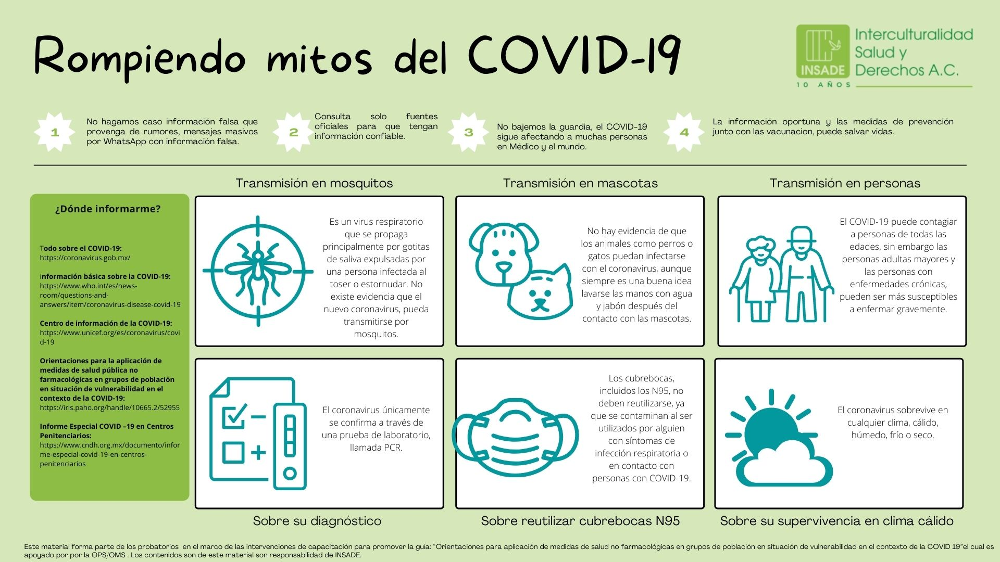 Rompiendo mitos del COVID-19
INSADE
10 AÑOS
Interculturalidad
Salud y
Derechos A.C.
1
No hagamos caso información falsa que
provenga de rumores, mensajes masivos
por WhatsApp con información falsa.
2
Consulta solo fuentes
oficiales para que tengan
información confiable.
3
No bajemos la guardia, el COVID-19
sigue afectando a muchas personas
en Médico y el mundo.
4
La información oportuna y las medidas de prevención
junto con las vacunacion, puede salvar vidas.
¿Dónde informarme?
Todo sobre el COVID-19:
https://coronavirus.gob.mx/
información básica sobre la COVID-19:
https://www.who.int/es/news-
room/questions-and-
answers/item/coronavirus-disease-covid-19
Centro de información de la COVID-19:
https://www.unicef.org/es/coronavirus/covi
d-19
Orientaciones para la aplicación de
medidas de salud pública no
farmacológicas en grupos de población
en situación de vulnerabilidad en el
contexto de la COVID-19:
https://iris.paho.org/handle/10665.2/52955
Informe Especial COVID –19 en Centros
Penitenciarios:
https://www.cndh.org.mx/documento/infor
me-especial-covid-19-en-centros-
penitenciarios
Transmisión en mosquitos
Es un virus respiratorio
que se propaga
principalmente por gotitas
de saliva expulsadas por
una persona infectada al
toser o estornudar. No
existe evidencia que el
nuevo coronavirus, pueda
transmitirse por
mosquitos.
Transmisión en mascotas
No hay evidencia de que
los animales como perros o
gatos puedan infectarse
con el coronavirus, aunque
siempre es una buena idea
lavarse las manos con agua
y jabón después del
contacto con las mascotas.
Transmisión en personas
El COVID-19 puede contagiar
a personas de todas las
edades, sin embargo las
personas adultas mayores y
las personas con
enfermedades crónicas,
pueden ser más susceptibles
a enfermar gravemente.
El coronavirus únicamente
se confirma a través de
una prueba de laboratorio,
llamada PCR.
Sobre su diagnóstico
Los cubrebocas,
incluidos los N95, no
deben reutilizarse, ya
que se contaminan al ser
utilizados por alguien
con síntomas de
infección respiratoria o
en contacto con
personas con COVID-19.
Sobre reutilizar cubrebocas N95
El coronavirus sobrevive en
cualquier clima, cálido,
húmedo, frío o seco.
Sobre su supervivencia en clima cálido
Este material forma parte de los probatorios en el marco de las intervenciones de capacitación para promover la guía: “Orientaciones para aplicación de medidas de salud no farmacológicas en grupos de población en situación de vulnerabilidad en el contexto de la COVID 19”el cual es
apoyado por por la OPS/OMS . Los contenidos son de este material son responsabilidad de INSADE.